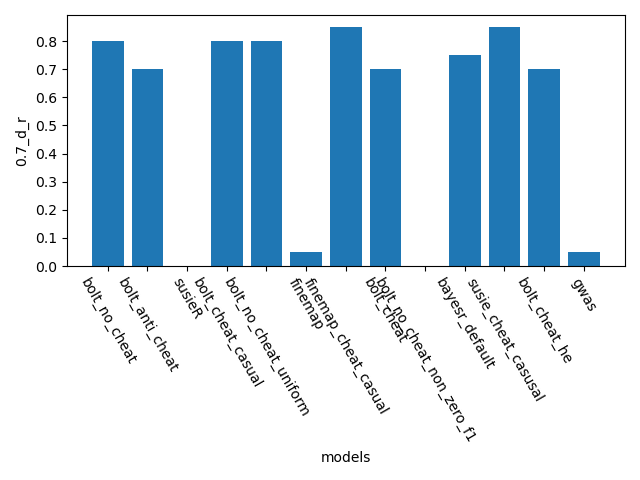 0.7_d_r
0.8
0.7
0.6
0.5
0.4
0.3
0.2
0.1
0.0
bolt_no_cheat
bolt_anti_cheat
susieR
bolt_cheat_casual
bolt_no_cheat_uniform
finemap
finemap_cheat_casual
bolt_cheat
bolt_no_cheat_non_zero_f1
bayesr_default
susie_cheat_casusal
bolt_cheat_he
gwas
models